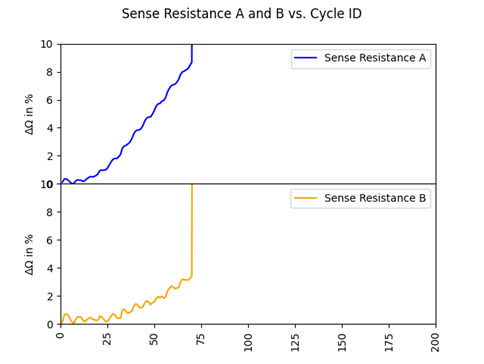 Sense Resistance A and B vs. Cycle ID
10
8
6
4
2
0
ΔΩ in %
Sense Resistance A
10
8
6
4
2
0
ΔΩ in %
Sense Resistance B
0 25 50 75 100 125 150 175 200